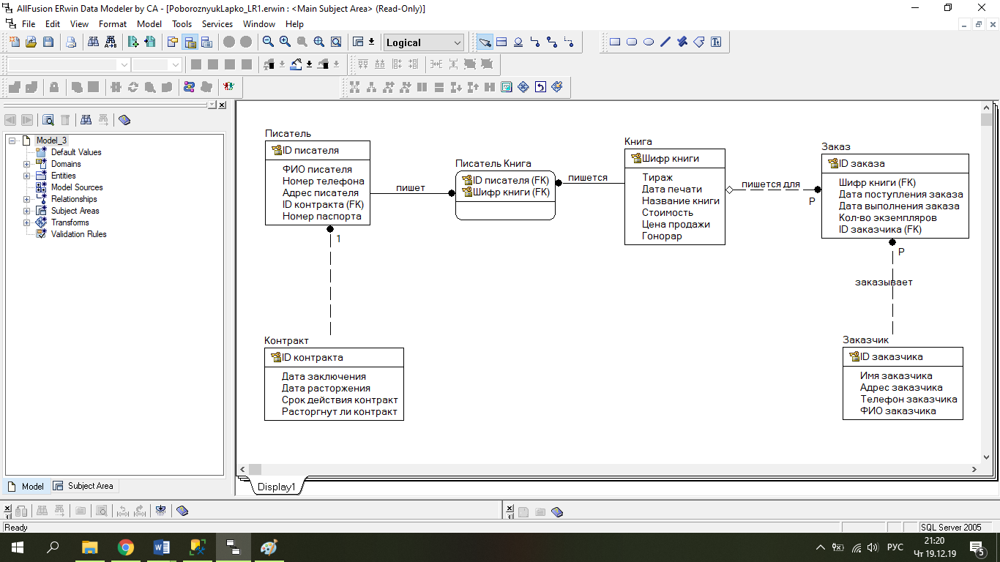 AllFusion ERwin Data Modeler by CA - [PoboroznyukLapko_LR1.erwin : <Main Subject Area> (Read-Only)]
File Edit View Format Model Tools Services Window Help
Logical
Model_3
Default Values
Domains
Entities
Model Sources
Relationships
Subject Areas
Transforms
Validation Rules
Model
Subject Area
Писатель
ID писателя
ФИО писателя
Номер телефона
Адрес писателя
ID контракта (FK)
Номер паспорта
1
пишет
Писатель Книга
ID писателя (FK)
Шифр книги (FK)
пишется
Книга
Шифр книги
Тираж
Дата печати
Название книги
Стоимость
Цена продажи
Гонорар
пишется для
P
Заказ
ID заказа
Шифр книги (FK)
Дата поступления заказа
Дата выполнения заказа
Кол-во экземпляров
ID заказчика (FK)
P
заказывает
Контракт
ID контракта
Дата заключения
Дата расторжения
Срок действия контракт
Расторгнут ли контракт
Заказчик
ID заказчика
Имя заказчика
Адрес заказчика
Телефон заказчика
ФИО заказчика
Display1
Ready
SQL Server 2005
РУС
21:20
Чт 19.12.19
5